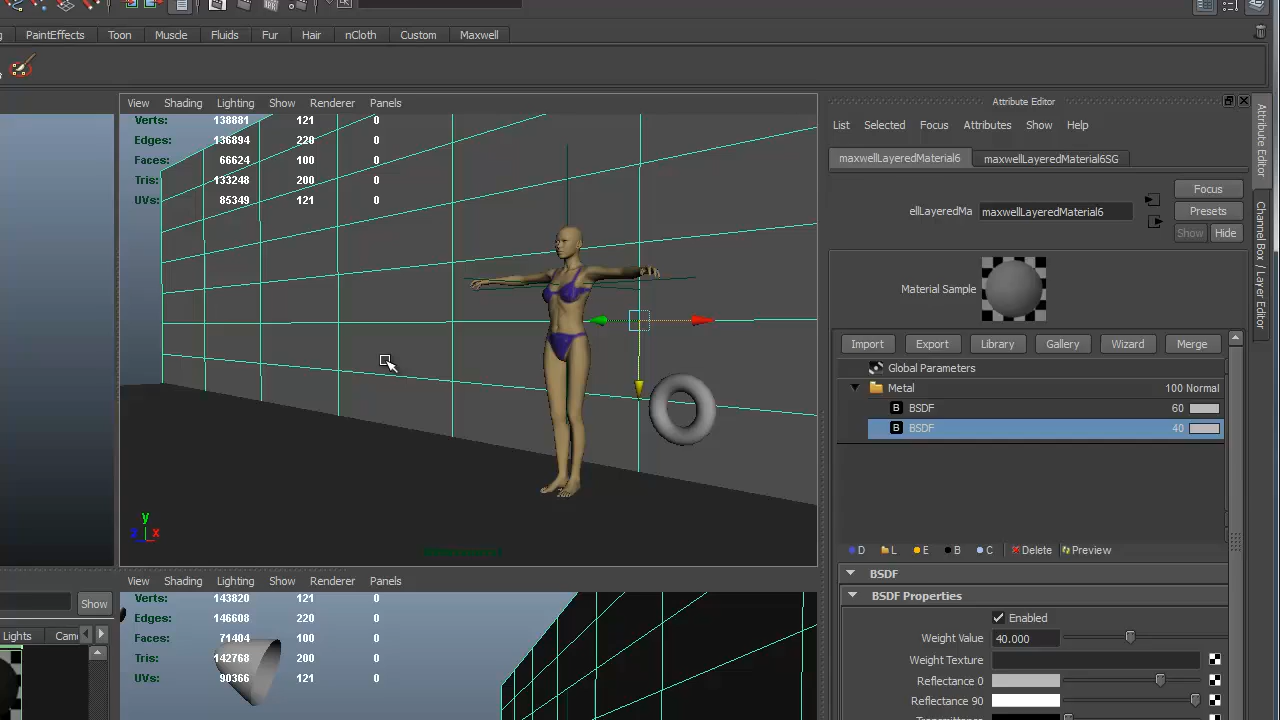 PaintEffects Toon Muscle Fluids Fur Hair nCloth Custom Maxwell
View Shading Lighting Show Renderer Panels
Verts: 138881 121 0
Edges: 136894 220 0
Faces: 66624 100 0
Tris: 133248 200 0
UVs: 85349 121 0
y
z x
View Shading Lighting Show Renderer Panels
Verts: 143820 121 0
Edges: 146608 220 0
Faces: 71404 100 0
Tris: 142768 200 0
UVs: 90366 121 0
Show
Lights Cam
Attribute Editor
List Selected Focus Attributes Show Help
maxwellLayeredMaterial6 maxwellLayeredMaterial6SG
Focus
ellLayeredMa maxwellLayeredMaterial6 Presets
Show Hide
Material Sample
Import Export Library Gallery Wizard Merge
Global Parameters
Metal 100 Normal
B BSDF 60
B BSDF 40
D L E B C Delete Preview
BSDF
BSDF Properties
Enabled
Weight Value 40.000
Weight Texture
Reflectance 0
Reflectance 90
Attribute Editor
Channel Box / Layer Editor